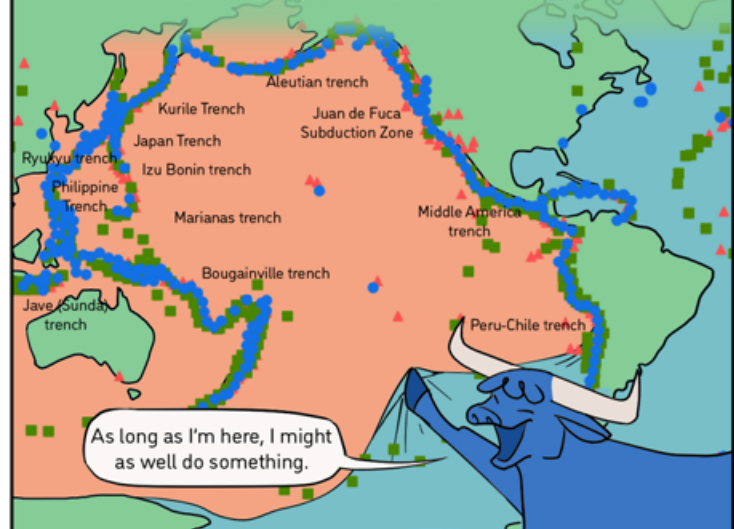 Aleutian trench
Kurile Trench
Juan de Fuca
Subduction Zone
Japan Trench
Ryukyu trench
Izu Bonin trench
Philippine
Trench
Marianas trench
Middle America
trench
Bougainville trench
Jave (Sunda)
trench
Peru-Chile trench
As long as I'm here, I might
as well do something.